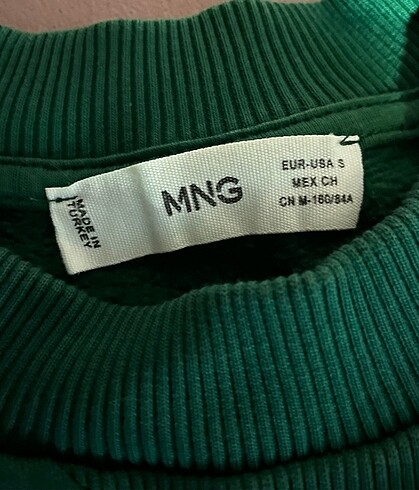 MADE IN
TURKEY
MNG
EUR-USA S
MEX CH
CN M-160/84A